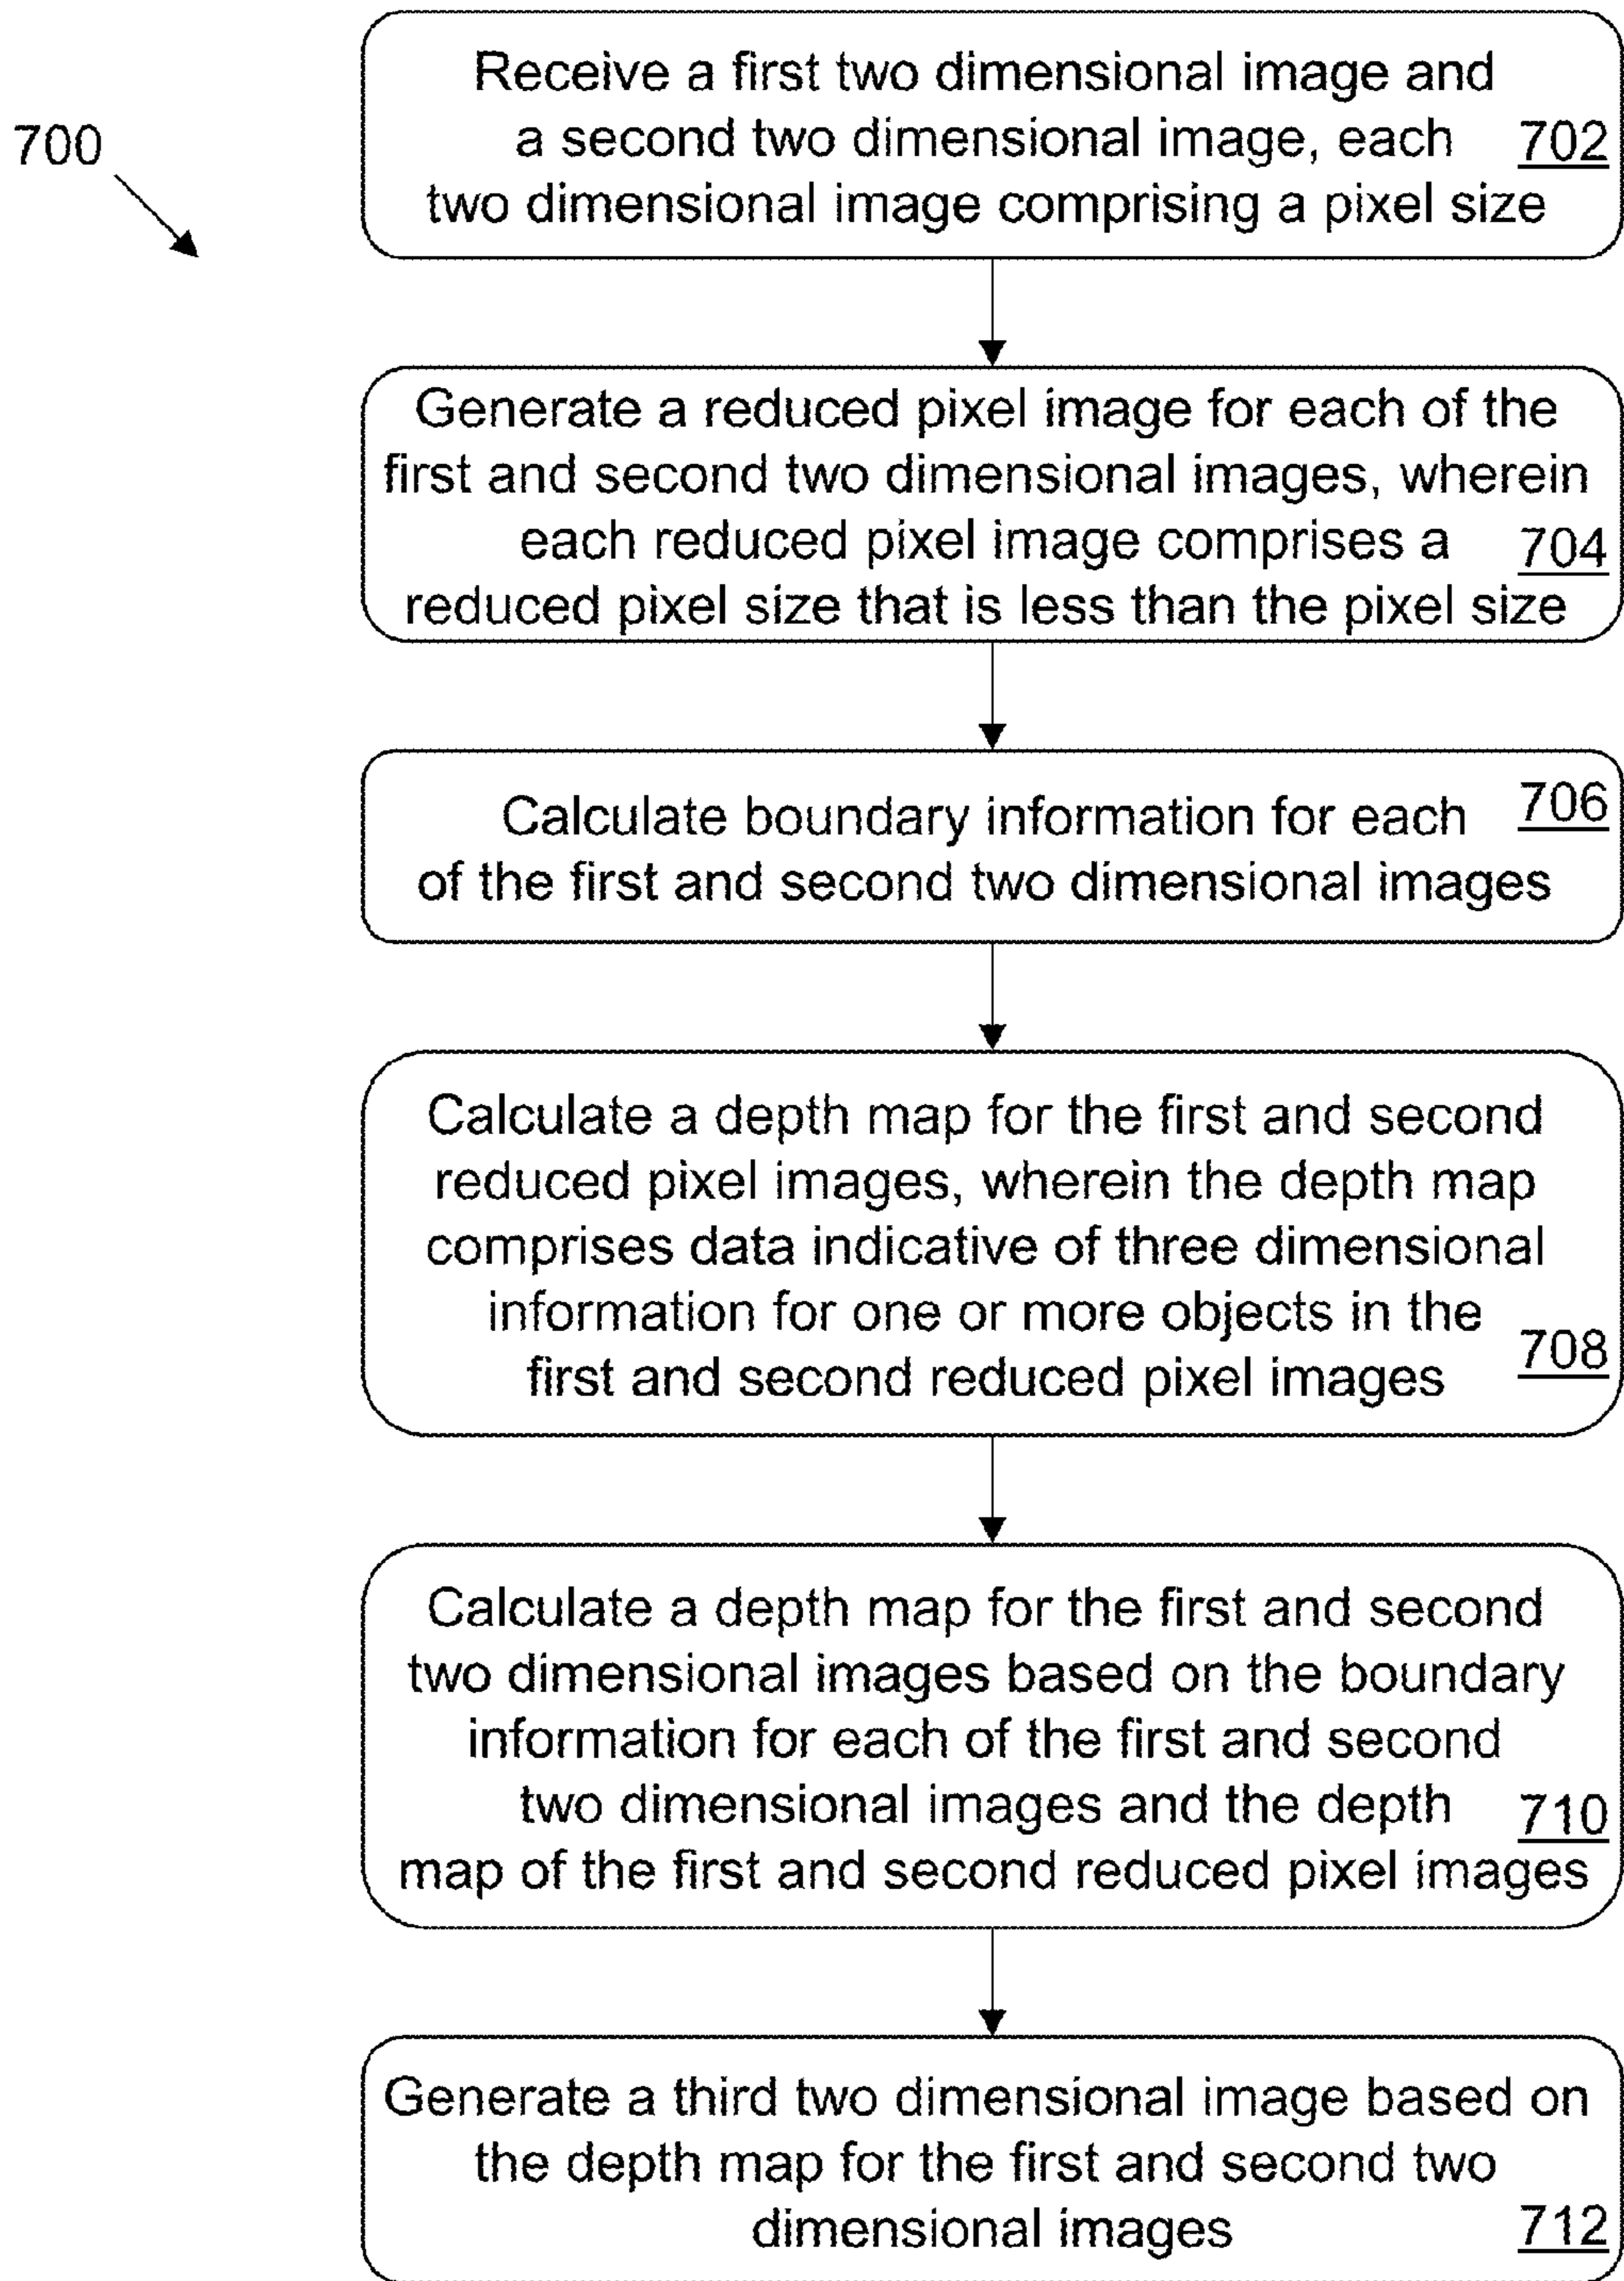 700
Receive a first two dimensional image and
a second two dimensional image, each 702
two dimensional image comprising a pixel size
Generate a reduced pixel image for each of the
first and second two dimensional images, wherein
each reduced pixel image comprises a 704
reduced pixel size that is less than the pixel size
Calculate boundary information for each 706
of the first and second two dimensional images
Calculate a depth map for the first and second
reduced pixel images, wherein the depth map
comprises data indicative of three dimensional
information for one or more objects in the
first and second reduced pixel images 708
Calculate a depth map for the first and second
two dimensional images based on the boundary
information for each of the first and second
two dimensional images and the depth 710
map of the first and second reduced pixel images
Generate a third two dimensional image based on
the depth map for the first and second two
dimensional images 712